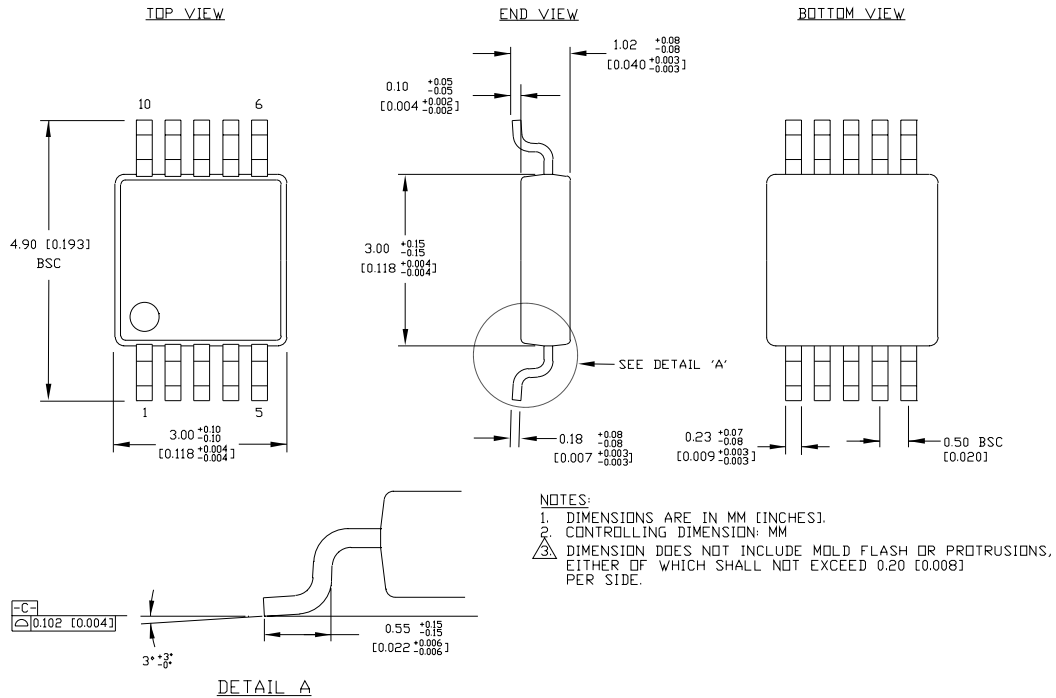 TOP VIEW
END VIEW
BOTTOM VIEW
1.02 +0.08 -0.08
[0.040 +0.003 -0.003]
0.10 +0.05 -0.05
[0.004 +0.002 -0.002]
10
6
4.90 [0.193]
BSC
3.00 +0.15 -0.15
[0.118 +0.004 -0.004]
SEE DETAIL 'A'
1
5
3.00 +0.10 -0.10
[0.118 +0.004 -0.004]
0.18 +0.08 -0.08
[0.007 +0.003 -0.003]
0.23 +0.07 -0.08
[0.009 +0.003 -0.003]
0.50 BSC
[0.020]
NOTES:
1. DIMENSIONS ARE IN MM [INCHES].
2. CONTROLLING DIMENSION: MM
3. DIMENSION DOES NOT INCLUDE MOLD FLASH OR PROTRUSIONS,
EITHER OF WHICH SHALL NOT EXCEED 0.20 [0.008]
PER SIDE.
-C-
⌓ 0.102 [0.004]
0.55 +0.15 -0.15
[0.022 +0.006 -0.006]
3° +3° -0°
DETAIL A